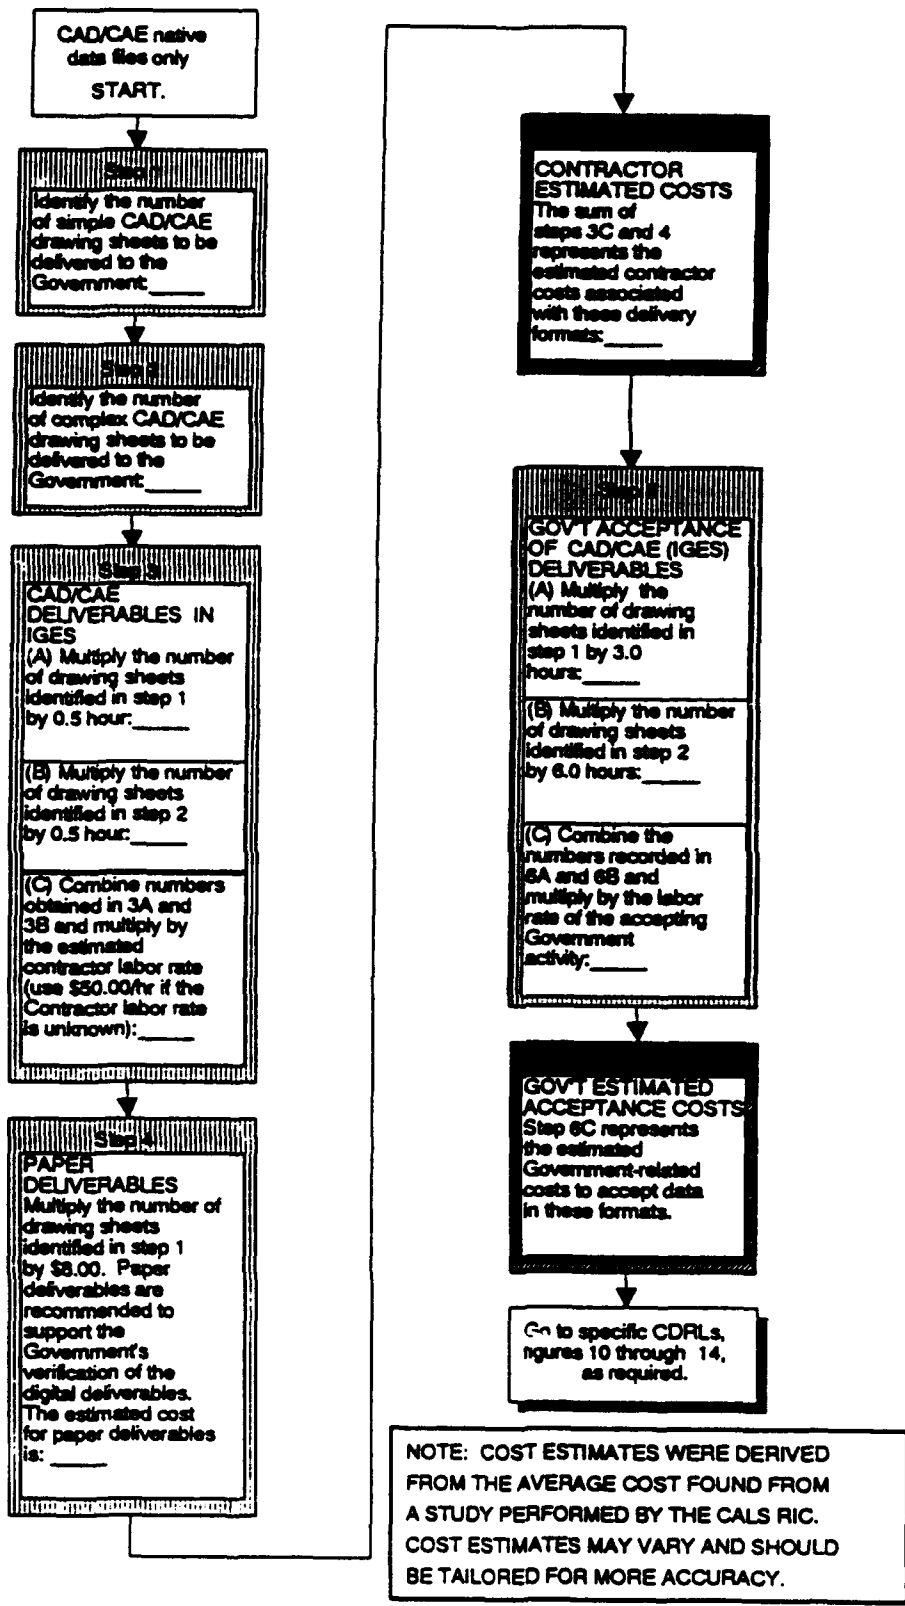 CAD/CAE native
data files only
START.
Step 1
Identify the number
of simple CAD/CAE
drawing sheets to be
delivered to the
Government:_____
Step 2
Identify the number
of complex CAD/CAE
drawing sheets to be
delivered to the
Government:_____
Step 3
CAD/CAE
DELIVERABLES IN
IGES
(A) Multiply the number
of drawing sheets
identified in step 1
by 0.5 hour:_____
(B) Multiply the number
of drawing sheets
identified in step 2
by 0.5 hour:_____
(C) Combine numbers
obtained in 3A and
3B and multiply by
the estimated
contractor labor rate
(use $50.00/hr if the
Contractor labor rate
is unknown):_____
Step 4
PAPER
DELIVERABLES
Multiply the number of
drawing sheets
identified in step 1
by Paper
deliverables are
recommended to
support the
Government's
verification of the
digital deliverables.
The estimated cost
for paper deliverables
is:_____
CONTRACTOR
ESTIMATED COSTS
The sum of
steps 3C and 4
represents the
estimated contractor
costs associated
with these delivery
formats:_____
Step
GOV'T ACCEPTANCE
OF CAD/CAE (IGES)
DELIVERABLES
(A) Multiply the
number of drawing
sheets identified in
step 1 by 3.0
hours:_____
(B) Multiply the number
of drawing sheets
identified in step 2
by 6.0 hours:_____
(C) Combine the
numbers recorded in
6A and 6B and
multiply by the labor
rate of the accepting
Government
activity:_____
GOV'T ESTIMATED
ACCEPTANCE COSTS
Step 6C represents
the estimated
Government-related
costs to accept data
in these formats.
Go to specific CDRLs,
figures 10 through 14,
as required.
NOTE: COST ESTIMATES WERE DERIVED
FROM THE AVERAGE COST FOUND FROM
A STUDY PERFORMED BY THE CALS RIC.
COST ESTIMATES MAY VARY AND SHOULD
BE TAILORED FOR MORE ACCURACY.